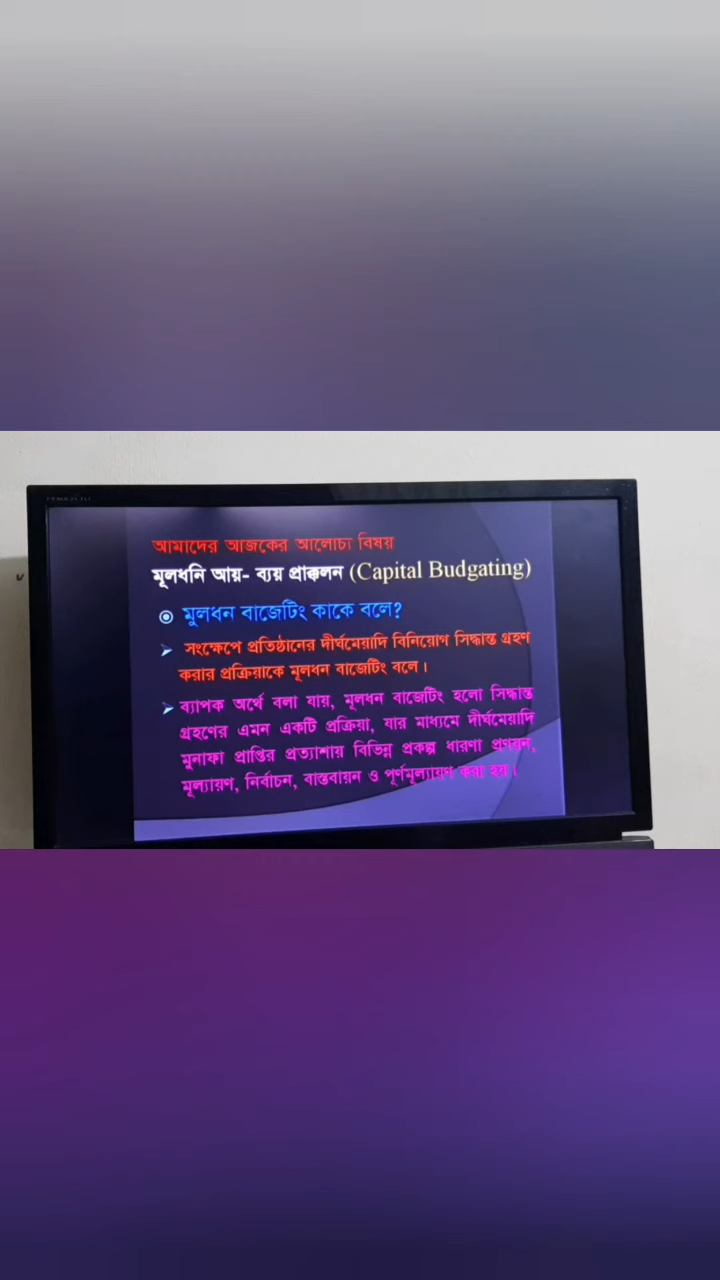 আমাদের আজকের আলোচ্য বিষয়
মূলধনি আয়- ব্যয় প্রাক্কলন (Capital Budgating)
মুলধন বাজেটিং কাকে বলে?
সংক্ষেপে প্রতিষ্ঠানের দীর্ঘমেয়াদি বিনিয়োগ সিদ্ধান্ত গ্রহণ
করার প্রক্রিয়াকে মূলধন বাজেটিং বলে।
ব্যাপক অর্থে বলা যায়, মূলধন বাজেটিং হলো সিদ্ধান্ত
গ্রহণের এমন একটি প্রক্রিয়া, যার মাধ্যমে দীর্ঘমেয়াদি
মুনাফা প্রাপ্তির প্রত্যাশায় বিভিন্ন প্রকল্প ধারণা প্রণয়ন,
মূল্যায়ণ, নির্বাচন, বাস্তবায়ন ও পূর্ণমূল্যায়ণ করা হয়।